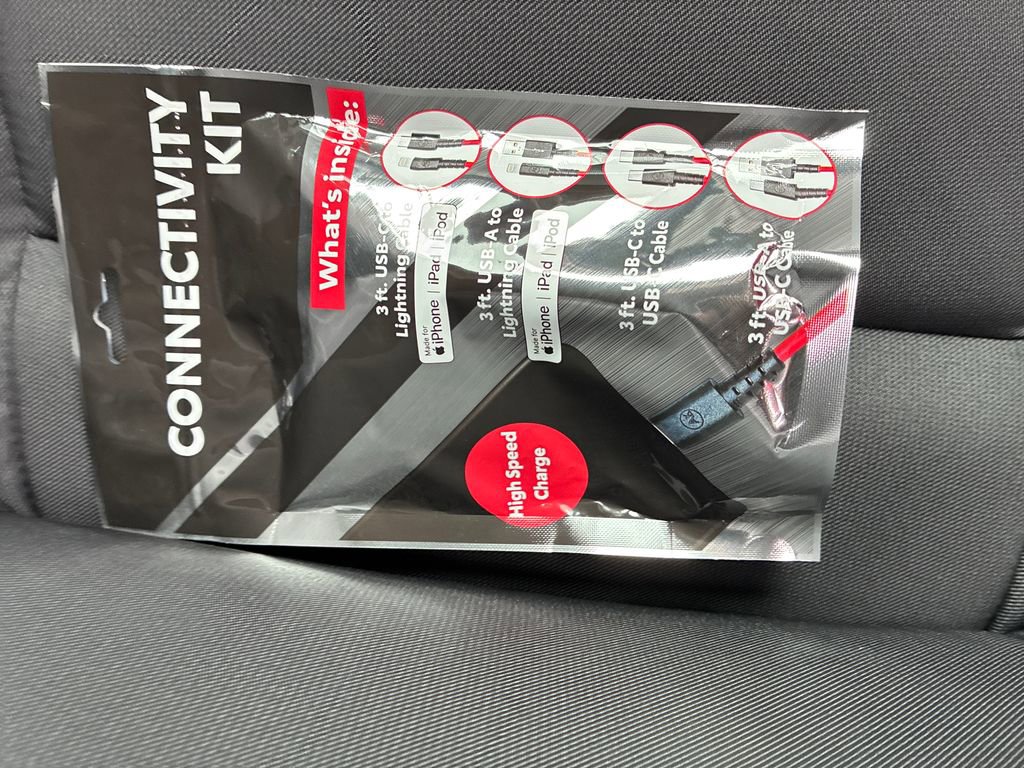 CONNECTIVITY
KIT
What's inside:
3 ft. USB-C to
Lightning Cable
Made for
iPhone | iPad | iPod
3 ft. USB-A to
Lightning Cable
Made for
iPhone | iPad | iPod
3 ft. USB-C to
USB-C Cable
3 ft. USB-A to
USB-C Cable
High Speed
Charge